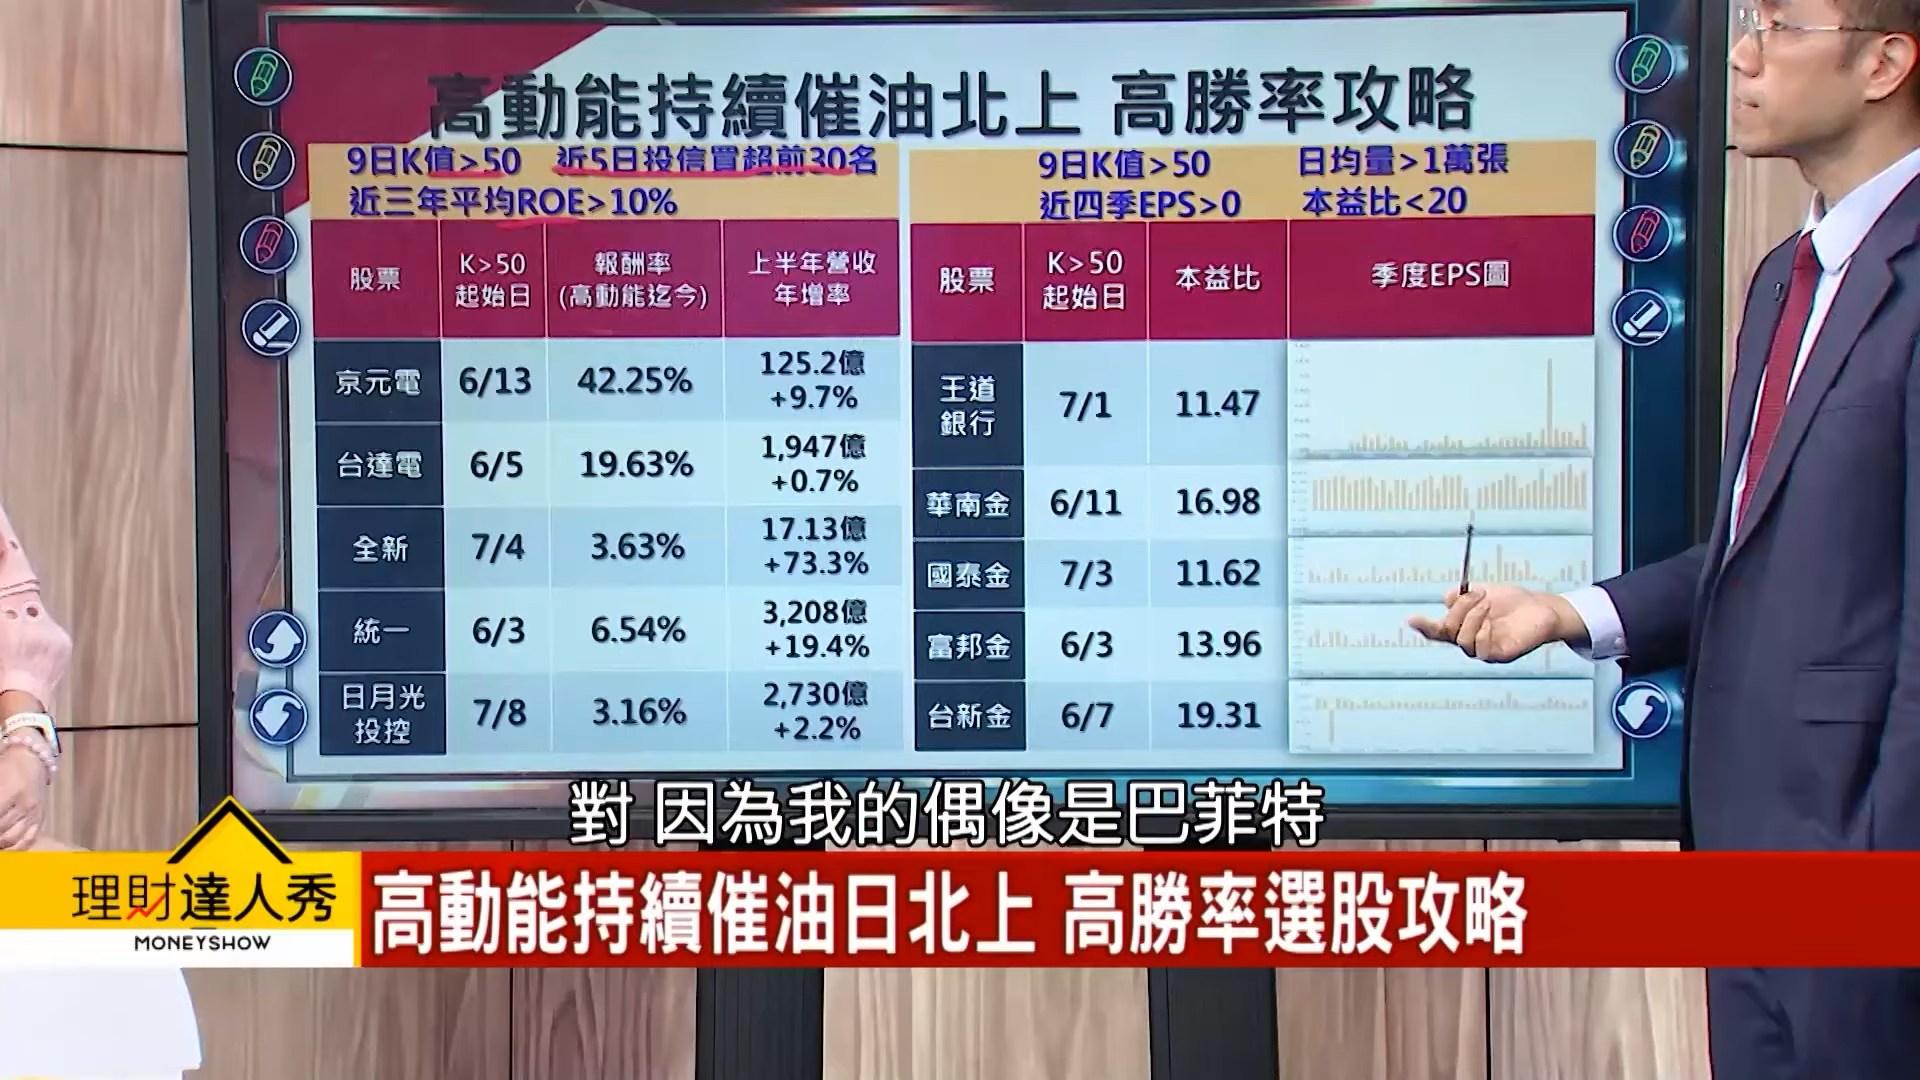 高動能持續催油北上 高勝率攻略
9日K值>50 近5日投信買超前30名
近三年平均ROE>10%
股票 K>50起始日 報酬率(高動能迄今) 上半年營收年增率
京元電 6/13 42.25% 125.2億 +9.7%
台達電 6/5 19.63% 1,947億 +0.7%
全新 7/4 3.63% 17.13億 +73.3%
統一 6/3 6.54% 3,208億 +19.4%
日月光投控 7/8 3.16% 2,730億 +2.2%
9日K值>50 日均量>1萬張
近四季EPS>0 本益比<20
股票 K>50起始日 本益比 季度EPS圖
王道銀行 7/1 11.47
華南金 6/11 16.98
國泰金 7/3 11.62
富邦金 6/3 13.96
台新金 6/7 19.31
對 因為我的偶像是巴菲特
理財達人秀
MONEYSHOW
高動能持續催油日北上 高勝率選股攻略